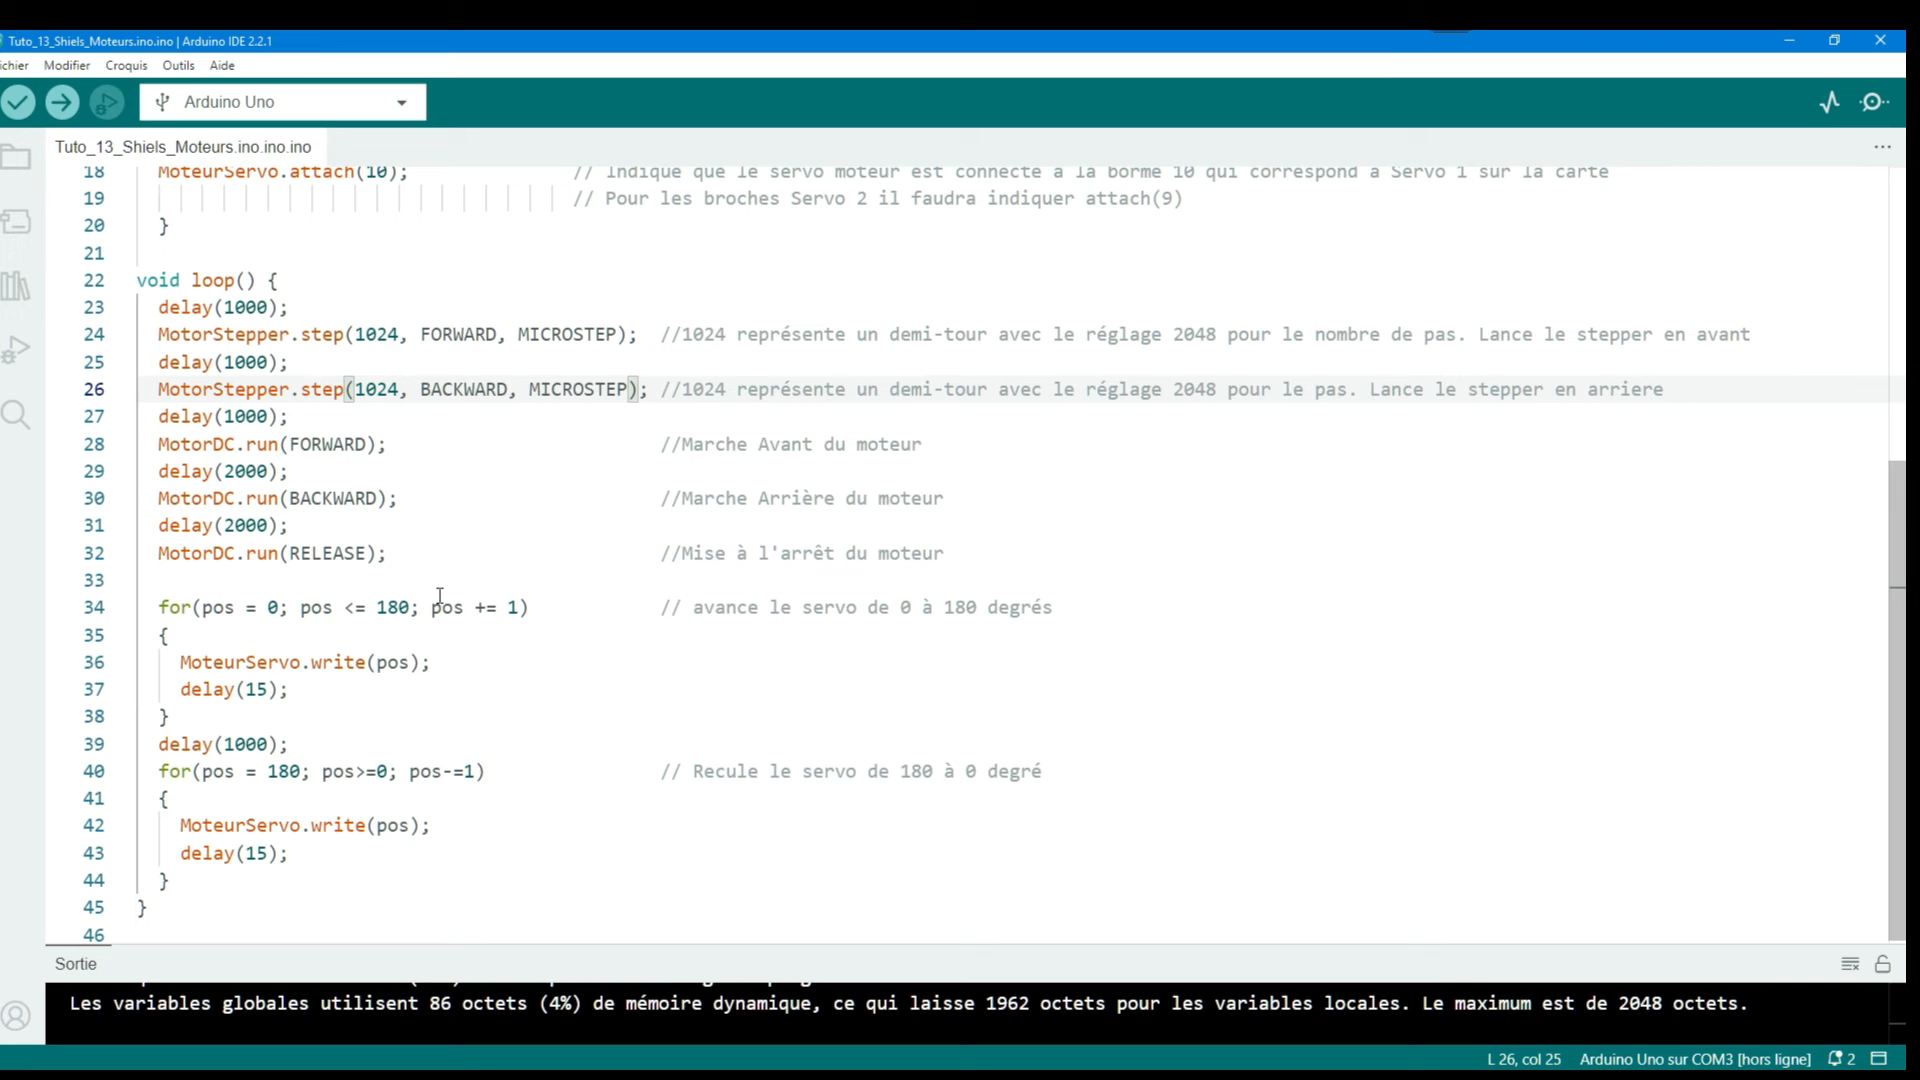 Tuto_13_Shiels_Moteurs.ino.ino | Arduino IDE 2.2.1
ichier Modifier Croquis Outils Aide
Arduino Uno
Tuto_13_Shiels_Moteurs.ino.ino.ino
18 MoteurServo.attach(10); // Indique que le servo moteur est connecte a la borme 10 qui correspond a Servo 1 sur la carte
19 // Pour les broches Servo 2 il faudra indiquer attach(9)
20 }
21
22 void loop() {
23 delay(1000);
24 MotorStepper.step(1024, FORWARD, MICROSTEP); //1024 représente un demi-tour avec le réglage 2048 pour le nombre de pas. Lance le stepper en avant
25 delay(1000);
26 MotorStepper.step(1024, BACKWARD, MICROSTEP); //1024 représente un demi-tour avec le réglage 2048 pour le pas. Lance le stepper en arriere
27 delay(1000);
28 MotorDC.run(FORWARD); //Marche Avant du moteur
29 delay(2000);
30 MotorDC.run(BACKWARD); //Marche Arrière du moteur
31 delay(2000);
32 MotorDC.run(RELEASE); //Mise à l'arrêt du moteur
33
34 for(pos = 0; pos <= 180; pos += 1) // avance le servo de 0 à 180 degrés
35 {
36 MoteurServo.write(pos);
37 delay(15);
38 }
39 delay(1000);
40 for(pos = 180; pos>=0; pos-=1) // Recule le servo de 180 à 0 degré
41 {
42 MoteurServo.write(pos);
43 delay(15);
44 }
45 }
46
Sortie
Les variables globales utilisent 86 octets (4%) de mémoire dynamique, ce qui laisse 1962 octets pour les variables locales. Le maximum est de 2048 octets.
L 26, col 25 Arduino Uno sur COM3 [hors ligne] 2